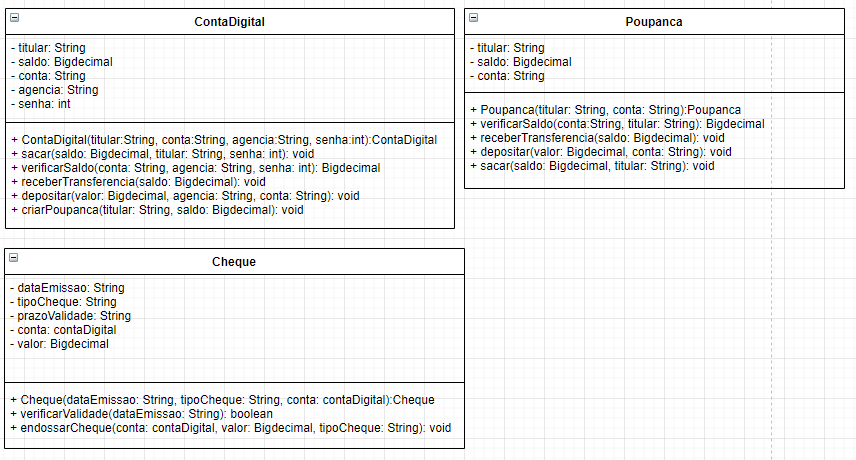 ContaDigital
- titular: String
- saldo: Bigdecimal
- conta: String
- agencia: String
- senha: int
+ ContaDigital(titular:String, conta:String, agencia:String, senha:int):ContaDigital
+ sacar(saldo: Bigdecimal, titular: String, senha: int): void
+ verificarSaldo(conta: String, agencia: String, senha: int): Bigdecimal
+ receberTransferencia(saldo: Bigdecimal): void
+ depositar(valor: Bigdecimal, agencia: String, conta: String): void
+ criarPoupanca(titular: String, saldo: Bigdecimal): void
Poupanca
- titular: String
- saldo: Bigdecimal
- conta: String
+ Poupanca(titular: String, conta: String):Poupanca
+ verificarSaldo(conta:String, titular: String): Bigdecimal
+ receberTransferencia(saldo: Bigdecimal): void
+ depositar(valor: Bigdecimal, conta: String): void
+ sacar(saldo: Bigdecimal, titular: String): void
Cheque
- dataEmissao: String
- tipoCheque: String
- prazoValidade: String
- conta: contaDigital
- valor: Bigdecimal
+ Cheque(dataEmissao: String, tipoCheque: String, conta: contaDigital):Cheque
+ verificarValidade(dataEmissao: String): boolean
+ endossarCheque(conta: contaDigital, valor: Bigdecimal, tipoCheque: String): void